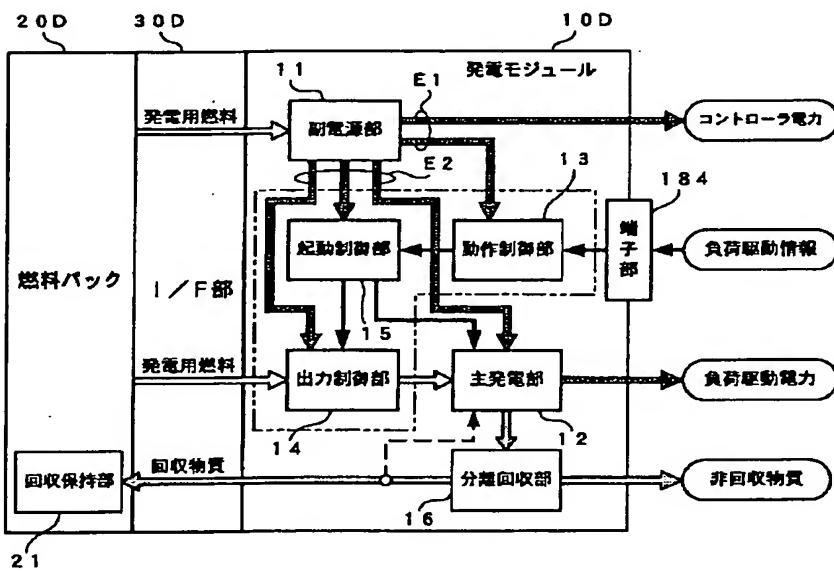 20D
30D
10D
発電モジュール
11
E1
発電用燃料
副電源部
コントローラ電力
E2
13
184
起動制御部
動作制御部
端子部
負荷駆動情報
燃料パック
I/F部
15
発電用燃料
出力制御部
主発電部
負荷駆動電力
14
12
回収保持部
回収物質
分離回収部
非回収物質
16
21